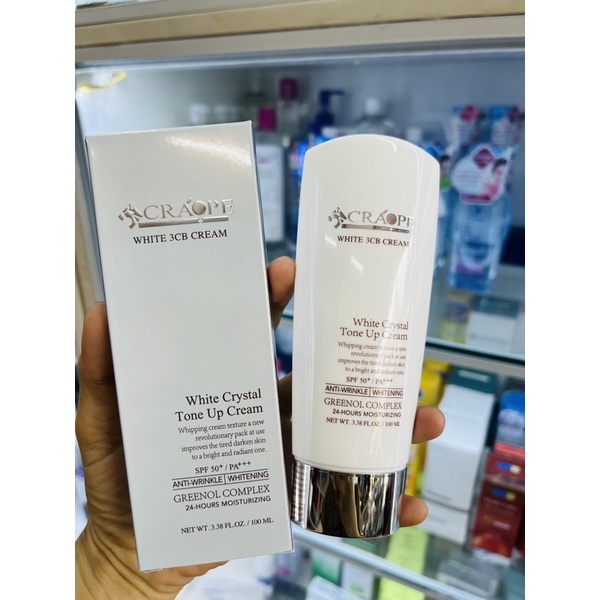 CRÁOPE
WHITE 3CB CREAM
White Crystal
Tone Up Cream
Whipping cream texture a new
revolutionary pack at use
improves the tired darken skin
to a bright and radiant one.
SPF 50+ / PA+++
ANTI-WRINKLE WHITENING
GREENOL COMPLEX
24-HOURS MOISTURIZING
NET WT. 3.38 FL.OZ. / 100 ML
CRÁOPE
WHITE 3CB CREAM
White Crystal
Tone Up Cream
Whipping cream texture a new
revolutionary pack at use
improves the tired darken skin
to a bright and radiant one.
SPF 50+ / PA+++
ANTI-WRINKLE WHITENING
GREENOL COMPLEX
24-HOURS MOISTURIZING
NET WT. 3.38 FL.OZ. / 100 ML